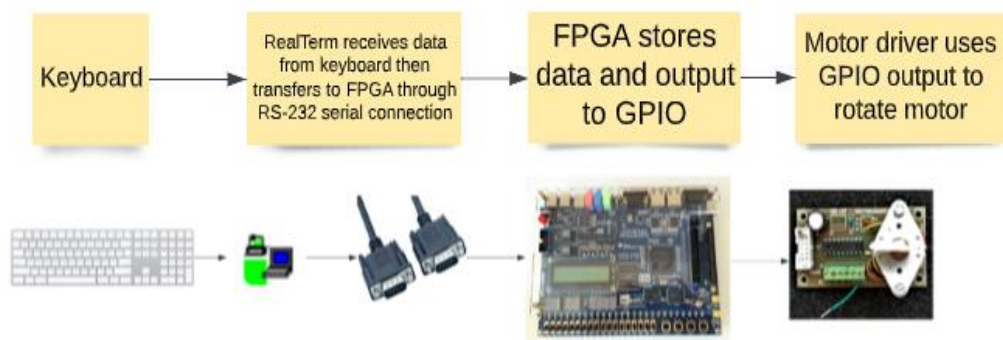 Keyboard
RealTerm receives data
from keyboard then
transfers to FPGA through
RS-232 serial connection
FPGA stores
data and output
to GPIO
Motor driver uses
GPIO output to
rotate motor